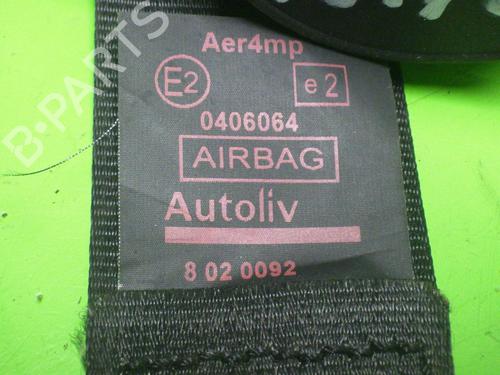 B-PARTS
Aer4mp
E2
e 2
0406064
AIRBAG
Autoliv
8 02 0092